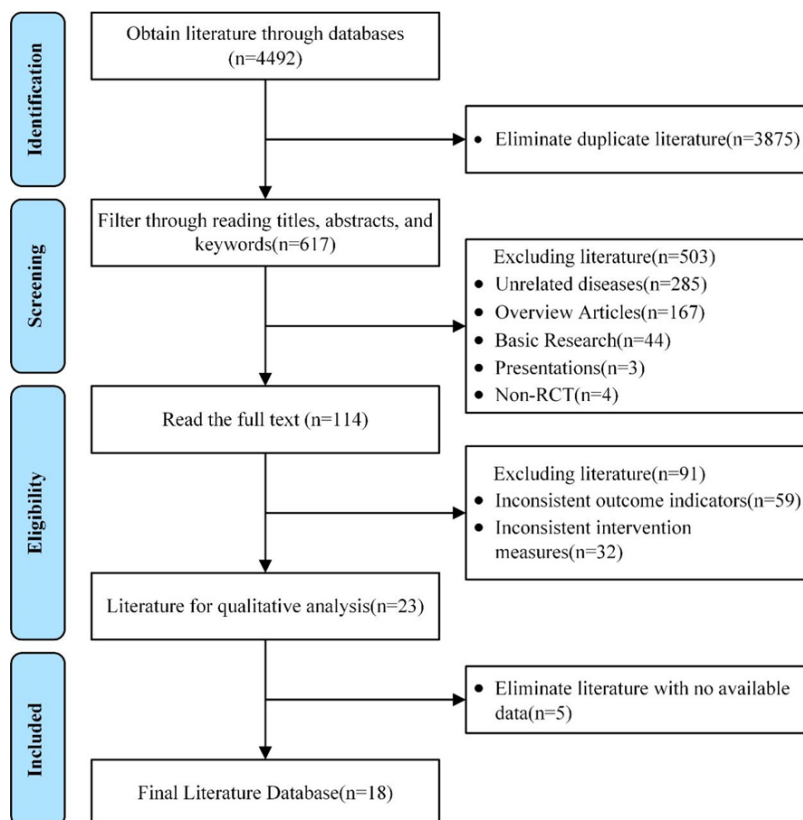 Identification
Obtain literature through databases
(n=4492)
• Eliminate duplicate literature(n=3875)
Screening
Filter through reading titles, abstracts, and
keywords(n=617)
Excluding literature(n=503)
• Unrelated diseases(n=285)
• Overview Articles(n=167)
• Basic Research(n=44)
• Presentations(n=3)
• Non-RCT(n=4)
Eligibility
Read the full text (n=114)
Excluding literature(n=91)
• Inconsistent outcome indicators(n=59)
• Inconsistent intervention
measures(n=32)
Literature for qualitative analysis(n=23)
Included
• Eliminate literature with no available
data(n=5)
Final Literature Database(n=18)